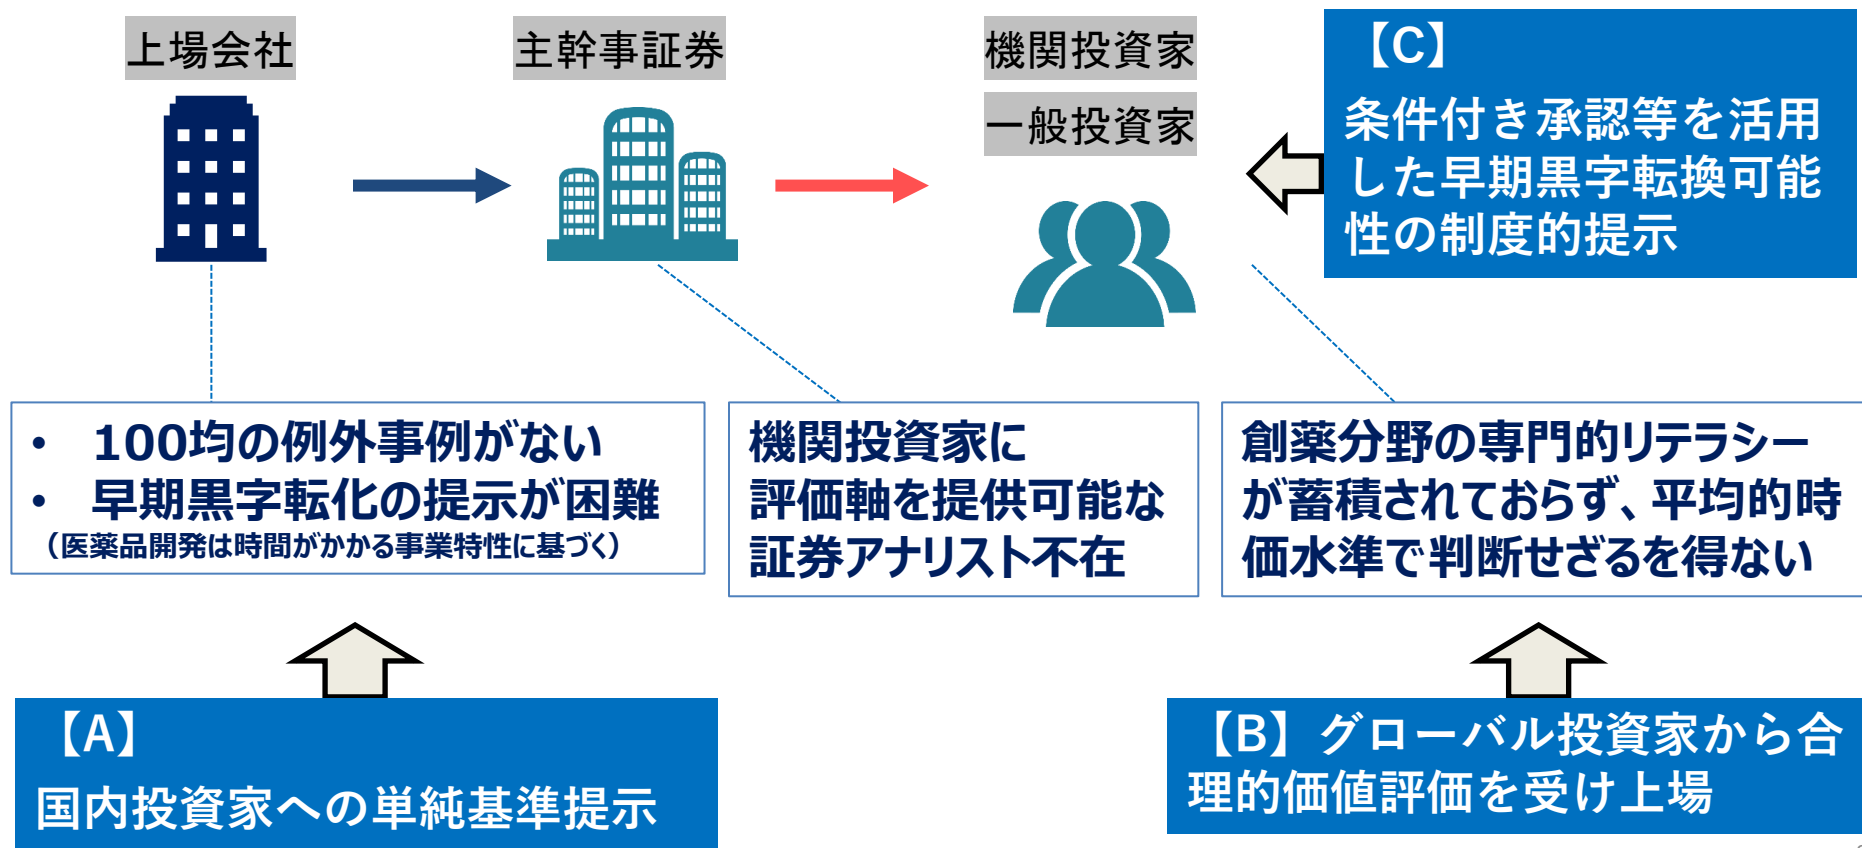 上場会社
主幹事証券
機関投資家
一般投資家
【C】
条件付き承認等を活用
した早期黒字転換可能
性の制度的提示
• 100均の例外事例がない
• 早期黒字転化の提示が困難
（医薬品開発は時間がかかる事業特性に基づく）
機関投資家に
評価軸を提供可能な
証券アナリスト不在
創薬分野の専門的リテラシー
が蓄積されておらず、平均的時
価水準で判断せざるを得ない
【A】
国内投資家への単純基準提示
【B】グローバル投資家から合
理的価値評価を受け上場